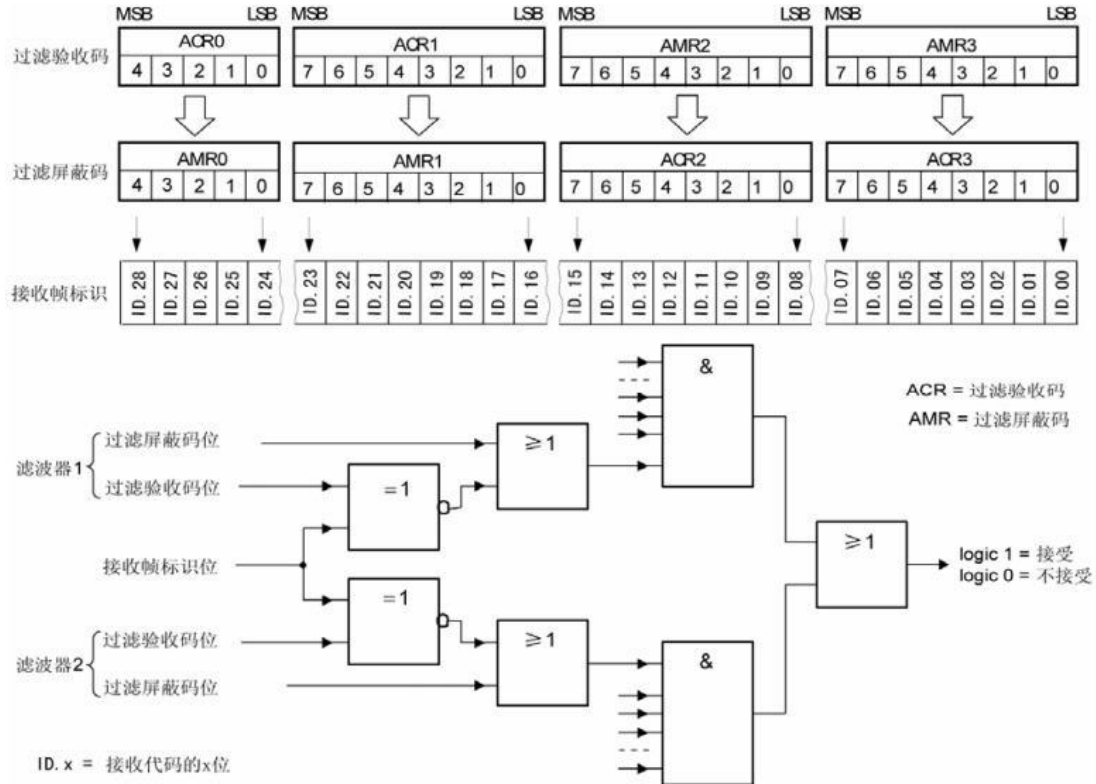 MSB LSB MSB LSB MSB LSB MSB LSB
过滤验收码 ACR0 ACR1 AMR2 AMR3
4 3 2 1 0 7 6 5 4 3 2 1 0 7 6 5 4 3 2 1 0 7 6 5 4 3 2 1 0
过滤屏蔽码 AMR0 AMR1 ACR2 ACR3
4 3 2 1 0 7 6 5 4 3 2 1 0 7 6 5 4 3 2 1 0 7 6 5 4 3 2 1 0
接收帧标识 ID.28 ID.27 ID.26 ID.25 ID.24 ID.23 ID.22 ID.21 ID.20 ID.19 ID.18 ID.17 ID.16 ID.15 ID.14 ID.13 ID.12 ID.11 ID.10 ID.09 ID.08 ID.07 ID.06 ID.05 ID.04 ID.03 ID.02 ID.01 ID.00
&
ACR = 过滤验收码
AMR = 过滤屏蔽码
滤波器1
过滤屏蔽码位
≥1
过滤验收码位
=1
接收帧标识位
≥1
logic 1 = 接受
logic 0 = 不接受
=1
滤波器2
过滤验收码位
≥1
过滤屏蔽码位
&
ID.x = 接收代码的x位